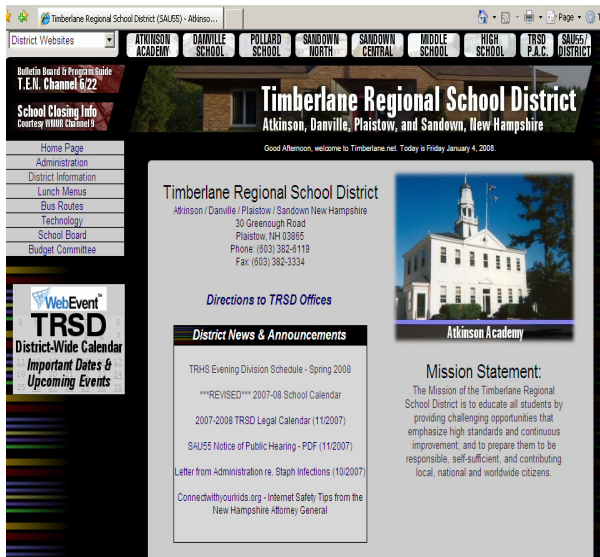 Timberlane Regional School District (SAU55) - Atkinso...
Page
District Websites
ATKINSON ACADEMY
DANVILLE SCHOOL
POLLARD SCHOOL
SANDOWN NORTH
SANDOWN CENTRAL
MIDDLE SCHOOL
HIGH SCHOOL
TRSD P.A.C.
SAU55/ DISTRICT
Bulletin Board & Program Guide
T.E.N. Channel 6/22
School Closing Info
Courtesy WMUR Channel 9
Timberlane Regional School District
Atkinson, Danville, Plaistow, and Sandown, New Hampshire
Good Afternoon, welcome to Timberlane.net. Today is Friday January 4, 2008.
Home Page
Administration
District Information
Lunch Menus
Bus Routes
Technology
School Board
Budget Committee
WebEvent™
TRSD
District-Wide Calendar
Important Dates &
Upcoming Events
Timberlane Regional School District
Atkinson / Danville / Plaistow / Sandown New Hampshire
30 Greenough Road
Plaistow, NH 03865
Phone: (603) 382-6119
Fax: (603) 382-3334
Directions to TRSD Offices
District News & Announcements
TRHS Evening Division Schedule - Spring 2008
***REVISED*** 2007-08 School Calendar
2007-2008 TRSD Legal Calendar (11/2007)
SAU55 Notice of Public Hearing - PDF (11/2007)
Letter from Administration re. Staph Infections (10/2007)
Connectwithyourkids.org - Internet Safety Tips from the
New Hampshire Attorney General
Atkinson Academy
Mission Statement:
The Mission of the Timberlane Regional
School District is to educate all students by
providing challenging opportunities that
emphasize high standards and continuous
improvement; and to prepare them to be
responsible, self-sufficient, and contributing
local, national and worldwide citizens.